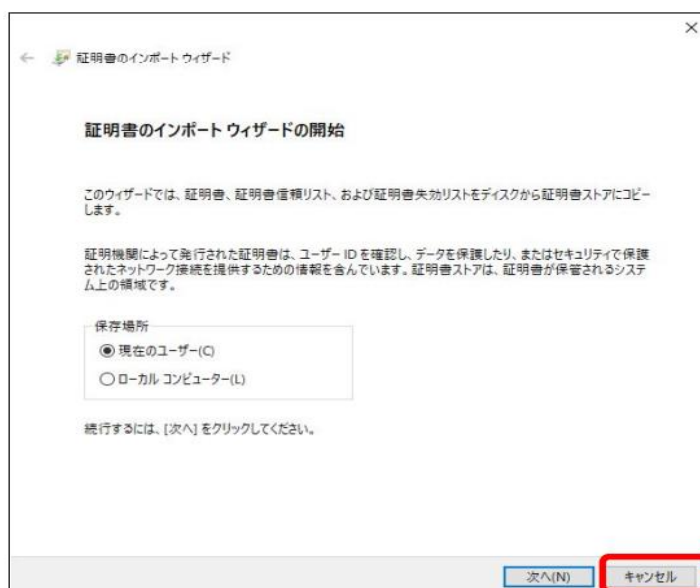 証明書のインポート ウィザード
証明書のインポート ウィザードの開始
このウィザードでは、証明書、証明書信頼リスト、および証明書失効リストをディスクから証明書ストアにコピー
します。
証明機関によって発行された証明書は、ユーザー ID を確認し、データを保護したり、またはセキュリティで保護
されたネットワーク接続を提供するための情報を含んでいます。証明書ストアは、証明書が保管されるシステ
ム上の領域です。
保存場所
現在のユーザー(C)
ローカル コンピューター(L)
続行するには、[次へ] をクリックしてください。
次へ(N)
キャンセル